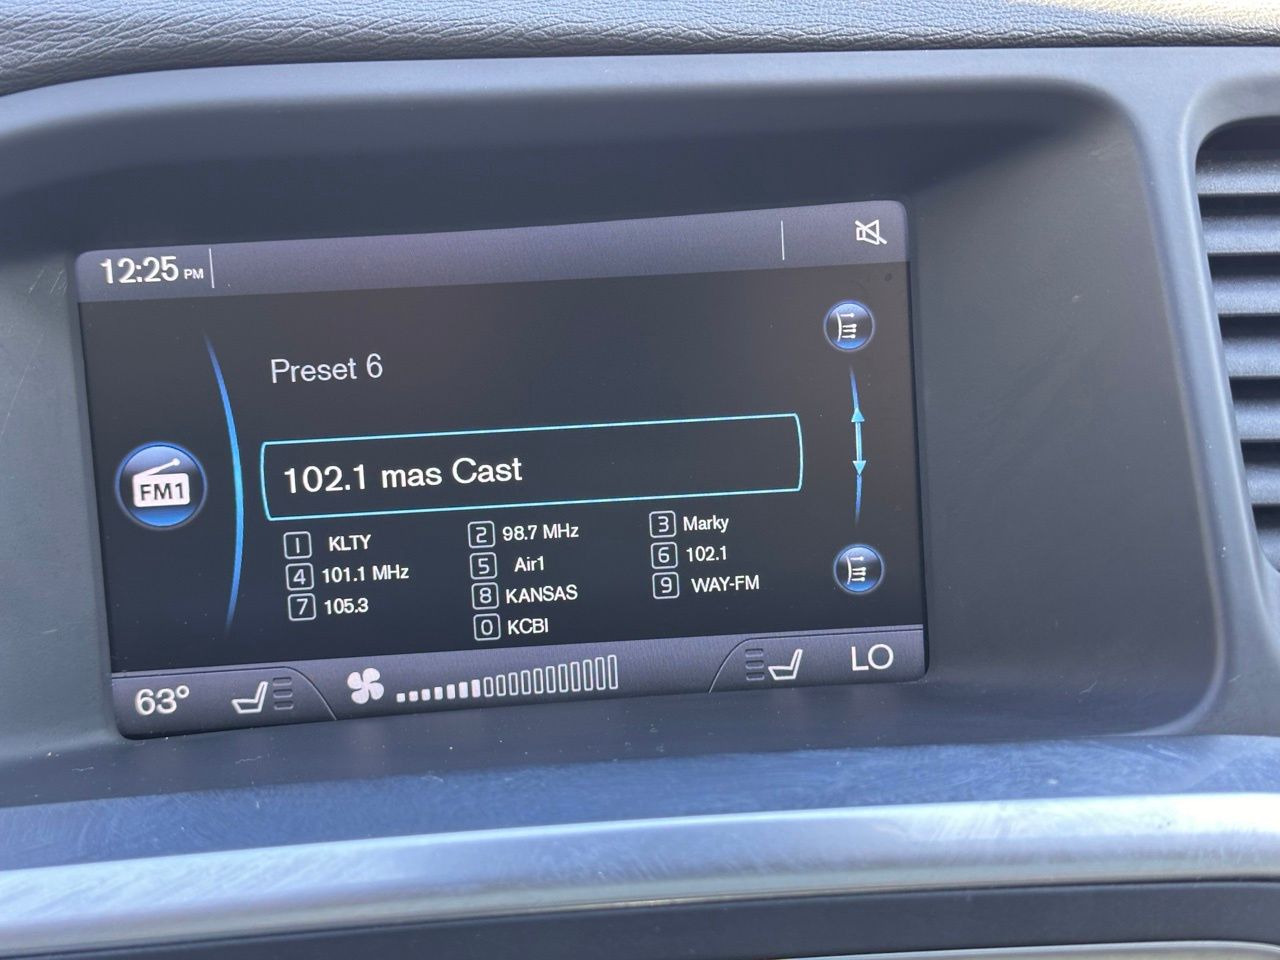 12:25 PM
Preset 6
FM1
102.1 mas Cast
1 KLTY 2 98.7 MHz 3 Marky
4 101.1 MHz 5 Air1 6 102.1
7 105.3 8 KANSAS 9 WAY-FM
0 KCBI
63° LO